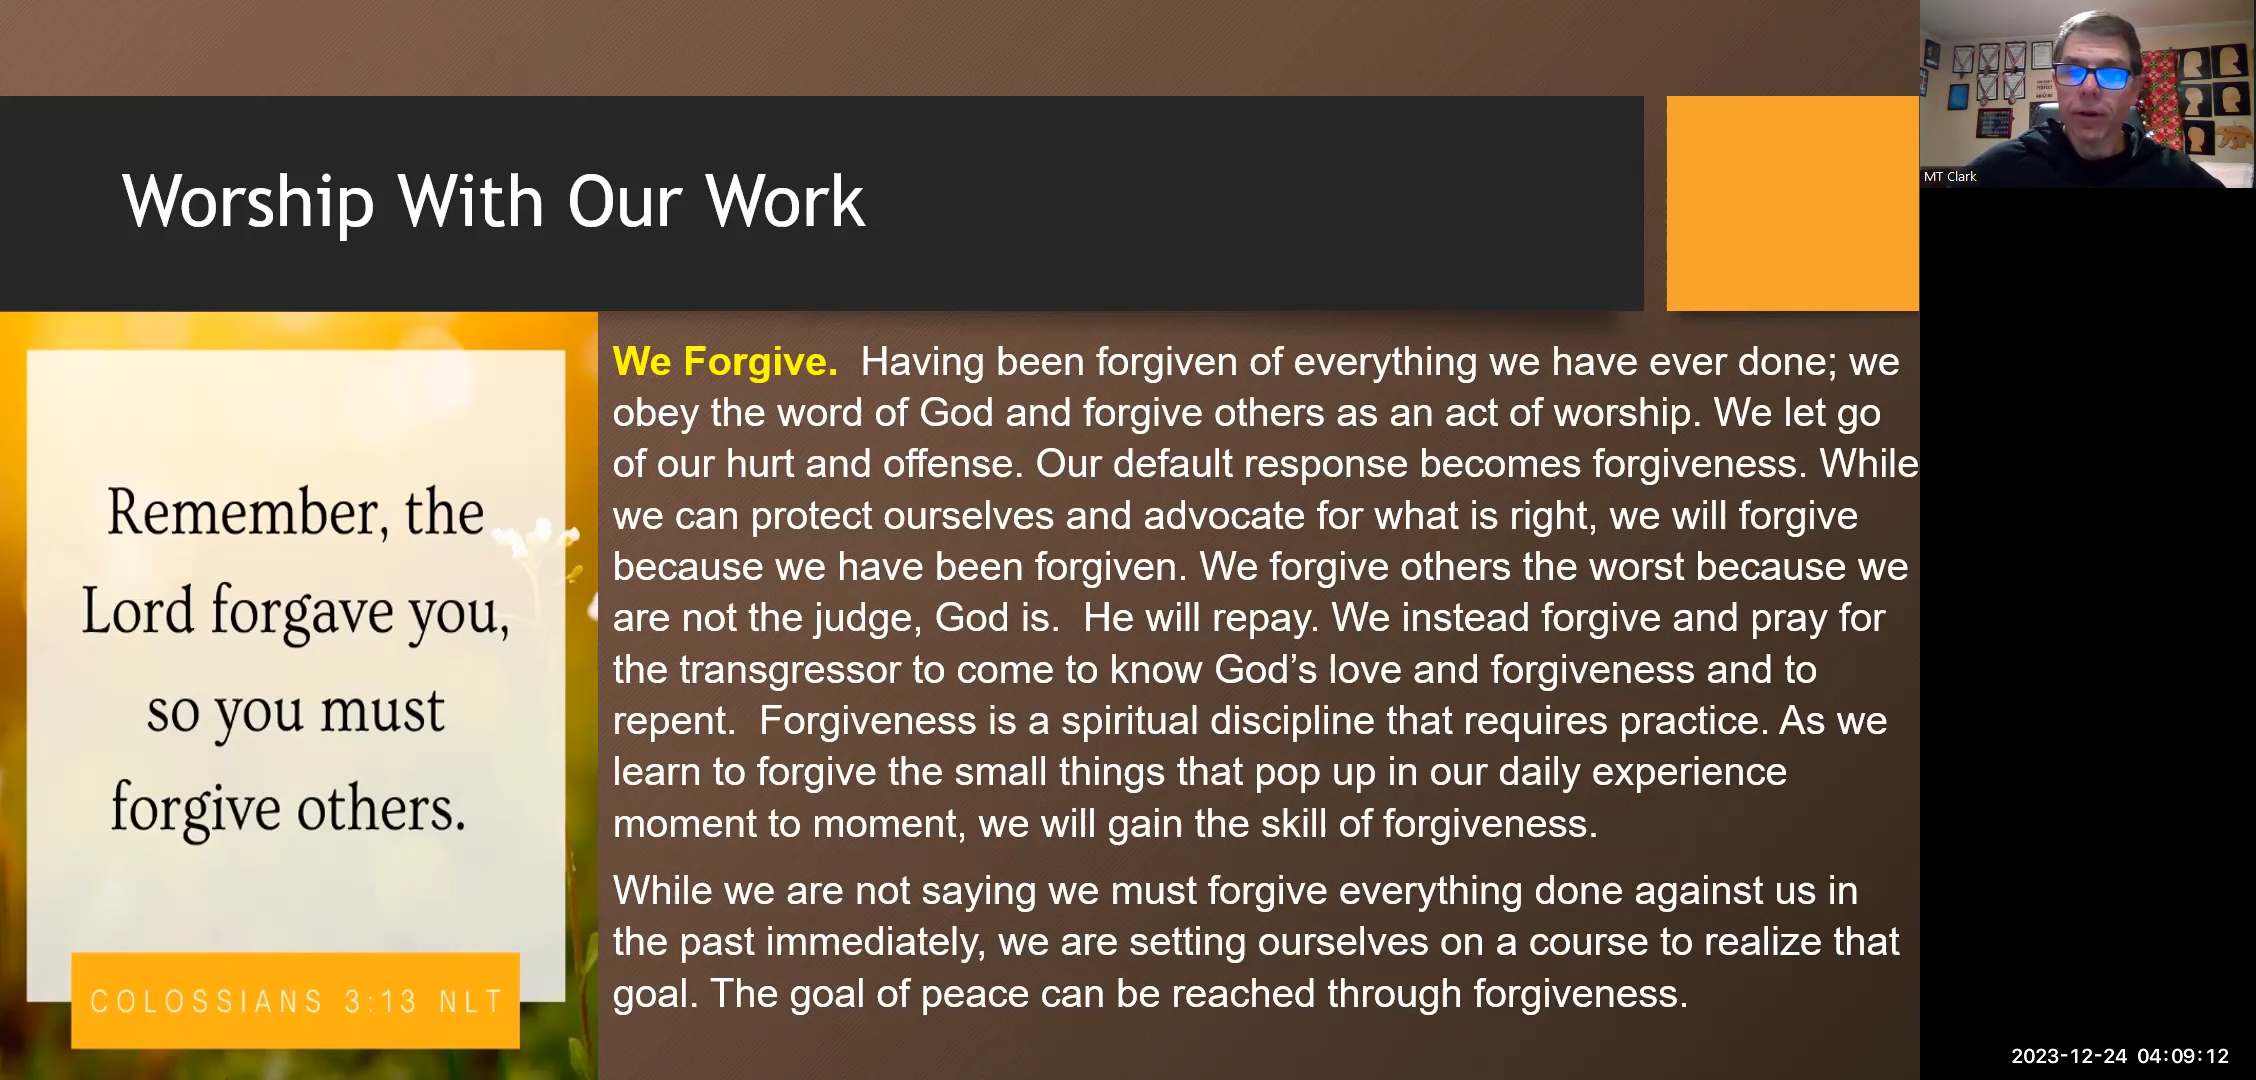 Worship With Our Work
Remember, the
Lord forgave you,
so you must
forgive others.
COLOSSIANS 3:13 NLT
We Forgive. Having been forgiven of everything we have ever done; we
obey the word of God and forgive others as an act of worship. We let go
of our hurt and offense. Our default response becomes forgiveness. While
we can protect ourselves and advocate for what is right, we will forgive
because we have been forgiven. We forgive others the worst because we
are not the judge, God is. He will repay. We instead forgive and pray for
the transgressor to come to know God’s love and forgiveness and to
repent. Forgiveness is a spiritual discipline that requires practice. As we
learn to forgive the small things that pop up in our daily experience
moment to moment, we will gain the skill of forgiveness.
While we are not saying we must forgive everything done against us in
the past immediately, we are setting ourselves on a course to realize that
goal. The goal of peace can be reached through forgiveness.
MT Clark
2023-12-24 04:09:12